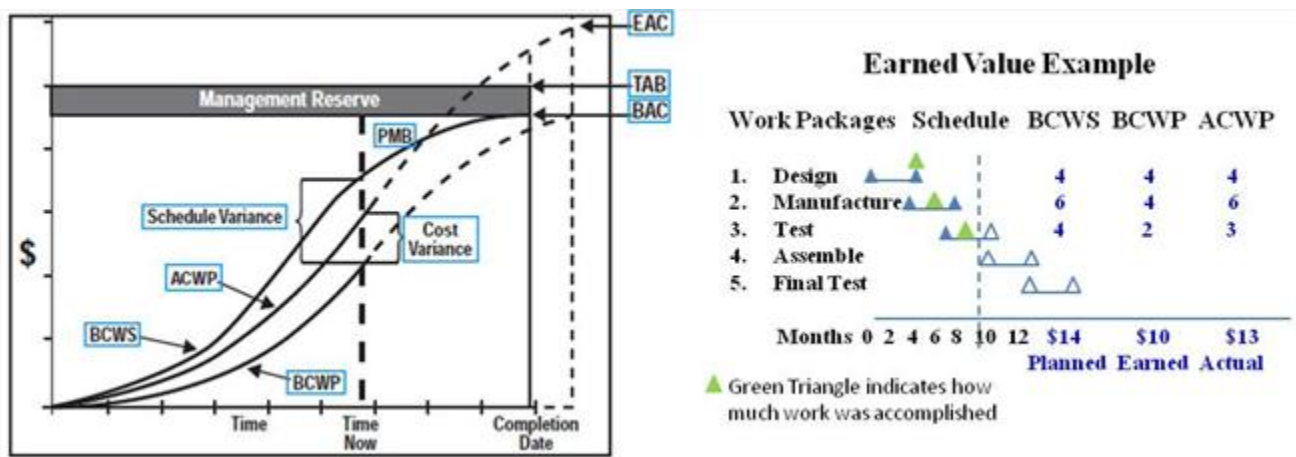 EAC
TAB
Management Reserve
BAC
PMB
Schedule Variance
Cost
Variance
$
ACWP
BCWS
BCWP
Time
Time
Now
Completion
Date
Earned Value Example
Work Packages Schedule BCWS BCWP ACWP
1. Design 4 4 4
2. Manufacture 6 4 6
3. Test 4 2 3
4. Assemble
5. Final Test
Months 0 2 4 6 8 10 12 $14 $10 $13
Planned Earned Actual
Green Triangle indicates how
much work was accomplished